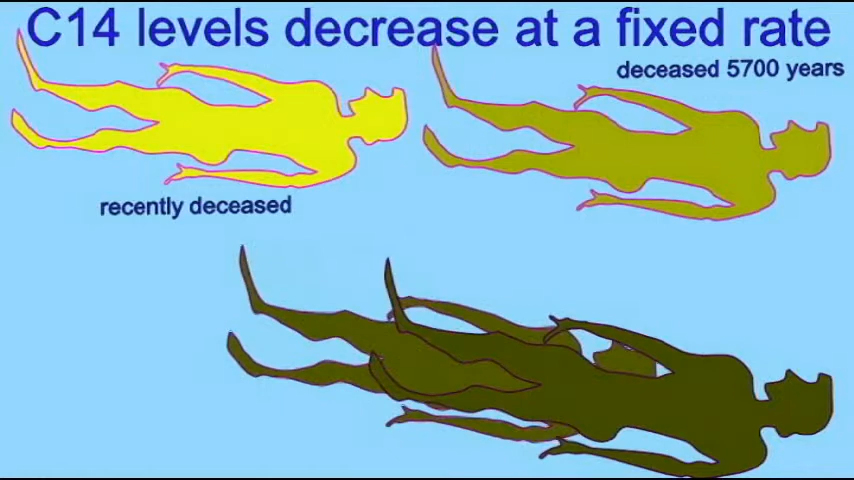 C14 levels decrease at a fixed rate
deceased 5700 years
recently deceased